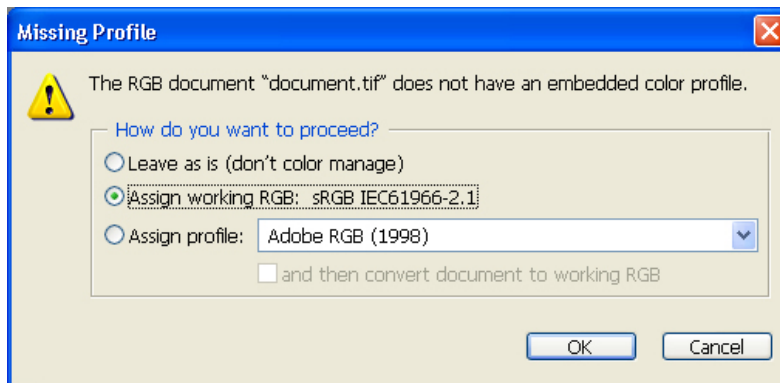 Missing Profile
The RGB document “document.tif” does not have an embedded color profile.
How do you want to proceed?
Leave as is (don’t color manage)
Assign working RGB: sRGB IEC61966-2.1
Assign profile: Adobe RGB (1998)
and then convert document to working RGB
OK Cancel